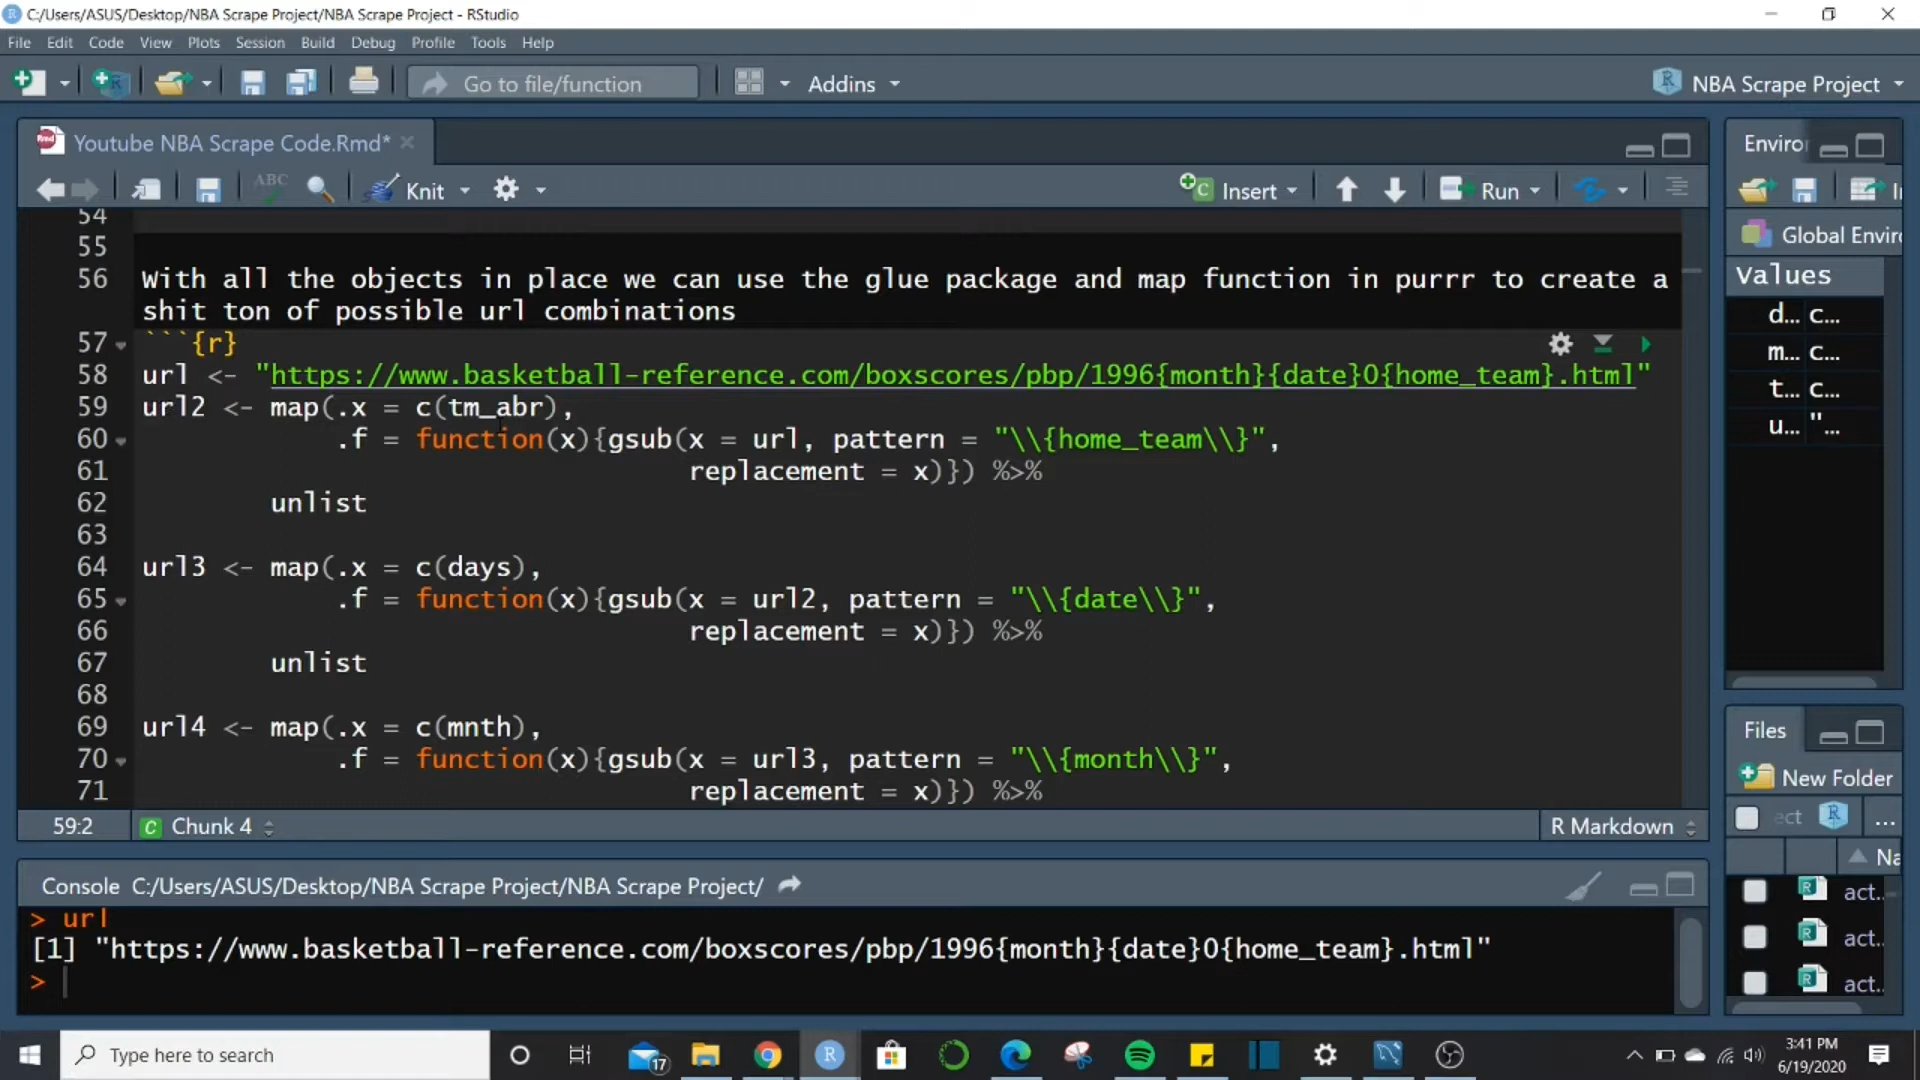 C:/Users/ASUS/Desktop/NBA Scrape Project/NBA Scrape Project - RStudio
File Edit Code View Plots Session Build Debug Profile Tools Help
Go to file/function Addins NBA Scrape Project
Youtube NBA Scrape Code.Rmd*
ABC Knit Insert Run
54
55
56 With all the objects in place we can use the glue package and map function in purrr to create a
shit ton of possible url combinations
57 ```{r}
58 url <- "https://www.basketball-reference.com/boxscores/pbp/1996{month}{date}0{home_team}.html"
59 url2 <- map(.x = c(tm_abr),
60 .f = function(x){gsub(x = url, pattern = "\\{home_team\\}",
61 replacement = x)}) %>%
62 unlist
63
64 url3 <- map(.x = c(days),
65 .f = function(x){gsub(x = url2, pattern = "\\{date\\}",
66 replacement = x)}) %>%
67 unlist
68
69 url4 <- map(.x = c(mnth),
70 .f = function(x){gsub(x = url3, pattern = "\\{month\\}",
71 replacement = x)}) %>%
59:2 Chunk 4 R Markdown
Console C:/Users/ASUS/Desktop/NBA Scrape Project/NBA Scrape Project/
> url
[1] "https://www.basketball-reference.com/boxscores/pbp/1996{month}{date}0{home_team}.html"
>
Enviro
Global Enviro
Values
d... c...
m... c...
t... c...
u... "...
Files
New Folder
ect ...
Na
act..
act..
act..
Type here to search
17
3:41 PM
6/19/2020